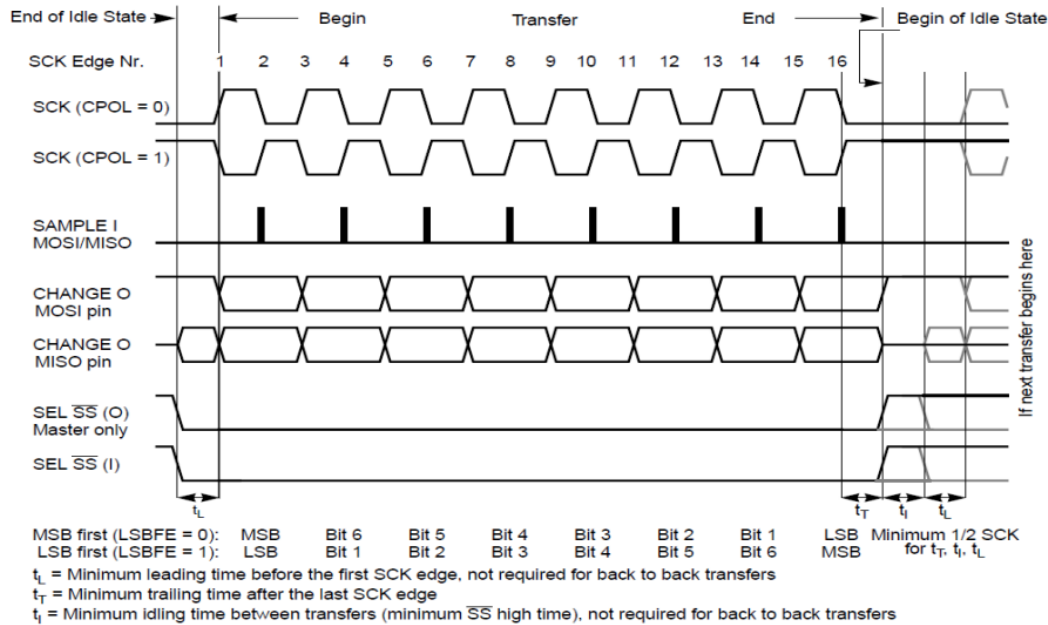 End of Idle State Begin Transfer End Begin of Idle State
SCK Edge Nr. 1 2 3 4 5 6 7 8 9 10 11 12 13 14 15 16
SCK (CPOL = 0)
SCK (CPOL = 1)
SAMPLE I
MOSI/MISO
CHANGE O
MOSI pin
CHANGE O
MISO pin
SEL SS (O)
Master only
SEL SS (I)
If next transfer begins here
tL tT tI tL
MSB first (LSBFE = 0): MSB Bit 6 Bit 5 Bit 4 Bit 3 Bit 2 Bit 1 LSB Minimum 1/2 SCK
LSB first (LSBFE = 1): LSB Bit 1 Bit 2 Bit 3 Bit 4 Bit 5 Bit 6 MSB for tT, tI, tL
tL = Minimum leading time before the first SCK edge, not required for back to back transfers
tT = Minimum trailing time after the last SCK edge
tI = Minimum idling time between transfers (minimum SS high time), not required for back to back transfers